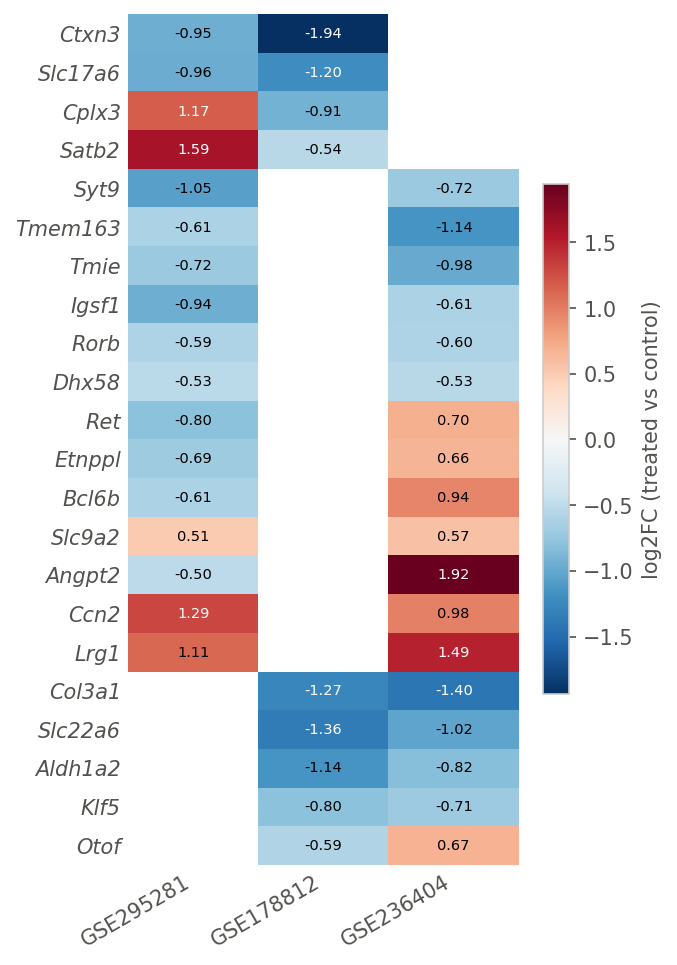 Ctxn3 -0.95 -1.94
Slc17a6 -0.96 -1.20
Cplx3 1.17 -0.91
Satb2 1.59 -0.54
Syt9 -1.05 -0.72
Tmem163 -0.61 -1.14
Tmie -0.72 -0.98
Igsf1 -0.94 -0.61
Rorb -0.59 -0.60
Dhx58 -0.53 -0.53
Ret -0.80 0.70
Etnppl -0.69 0.66
Bcl6b -0.61 0.94
Slc9a2 0.51 0.57
Angpt2 -0.50 1.92
Ccn2 1.29 0.98
Lrg1 1.11 1.49
Col3a1 -1.27 -1.40
Slc22a6 -1.36 -1.02
Aldh1a2 -1.14 -0.82
Klf5 -0.80 -0.71
Otof -0.59 0.67
GSE295281 GSE178812 GSE236404
1.5
1.0
0.5
0.0
−0.5
−1.0
−1.5
log2FC (treated vs control)